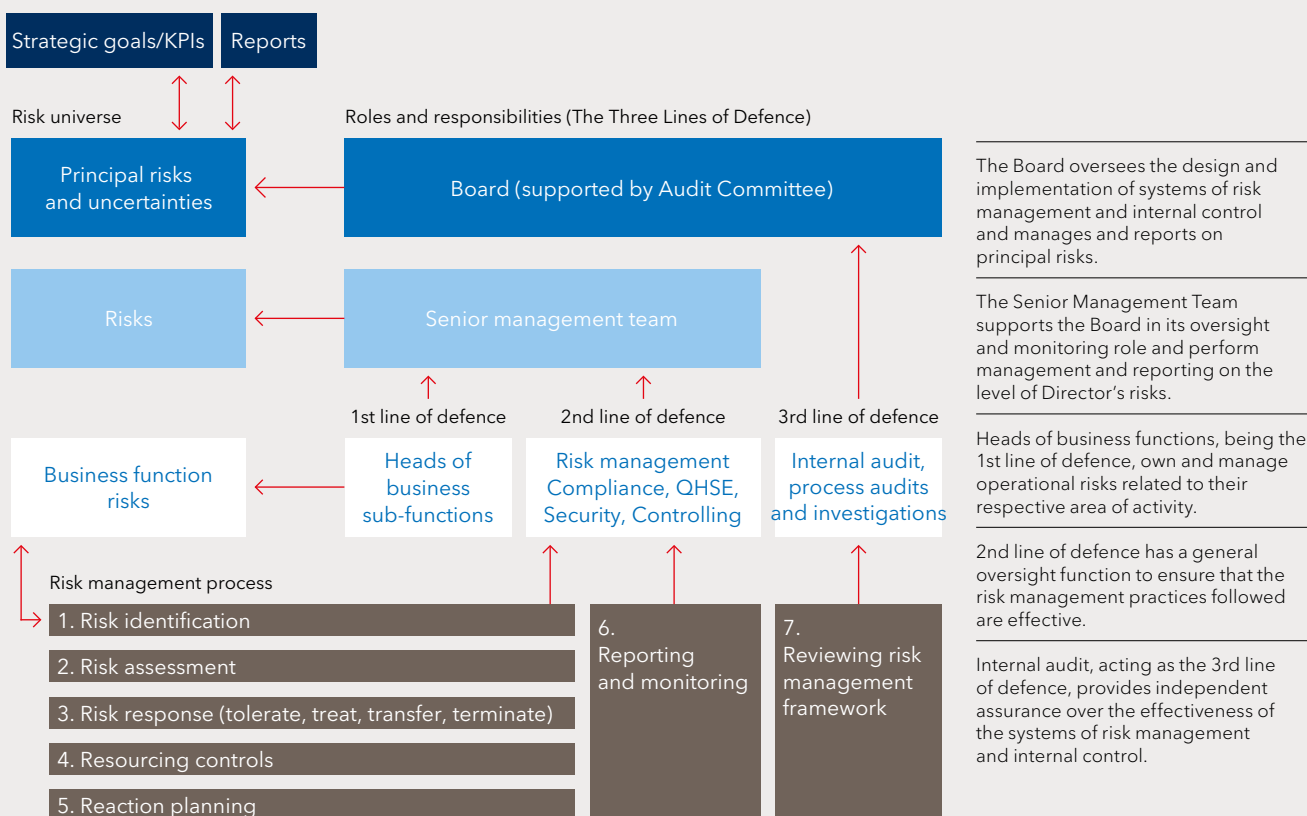 Strategic goals/KPIs
Reports
Risk universe
Roles and responsibilities (The Three Lines of Defence)
Principal risks
and uncertainties
Board (supported by Audit Committee)
The Board oversees the design and
implementation of systems of risk
management and internal control
and manages and reports on
principal risks.
Risks
Senior management team
The Senior Management Team
supports the Board in its oversight
and monitoring role and perform
management and reporting on the
level of Director's risks.
1st line of defence
2nd line of defence
3rd line of defence
Business function
risks
Heads of
business
sub-functions
Risk management
Compliance, QHSE,
Security, Controlling
Internal audit,
process audits
and investigations
Heads of business functions, being the
1st line of defence, own and manage
operational risks related to their
respective area of activity.
2nd line of defence has a general
oversight function to ensure that the
risk management practices followed
are effective.
Risk management process
1. Risk identification
2. Risk assessment
3. Risk response (tolerate, treat, transfer, terminate)
4. Resourcing controls
5. Reaction planning
6.
Reporting
and monitoring
7.
Reviewing risk
management
framework
Internal audit, acting as the 3rd line
of defence, provides independent
assurance over the effectiveness of
the systems of risk management
and internal control.